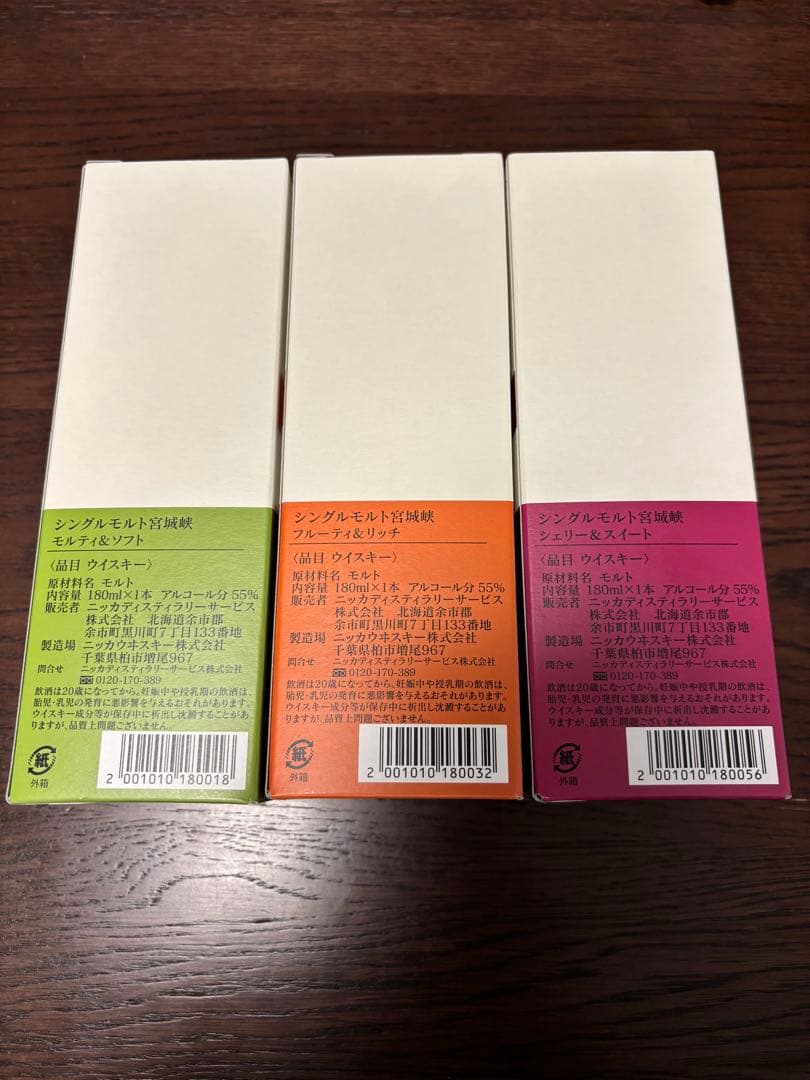 シングルモルト宮城峡
モルティ&ソフト
〈品目 ウイスキー〉
原材料名 モルト
内容量 180ml×1本 アルコール分 55%
販売者 ニッカディスティラリーサービス
株式会社 北海道余市郡
余市町黒川町7丁目133番地
製造場 ニッカウヰスキー株式会社
千葉県柏市増尾967
問合せ ニッカディスティラリーサービス株式会社
0120-170-389
飲酒は20歳になってから。妊娠中や授乳期の飲酒は、
胎児・乳児の発育に悪影響を与えるおそれがあります。
ウイスキー成分等が保存中に析出し沈澱することがあ
りますが、品質上問題ございません。
紙
外箱
2 001010 180018
シングルモルト宮城峡
フルーティ&リッチ
〈品目 ウイスキー〉
原材料名 モルト
内容量 180ml×1本 アルコール分 55%
販売者 ニッカディスティラリーサービス
株式会社 北海道余市郡
余市町黒川町7丁目133番地
製造場 ニッカウヰスキー株式会社
千葉県柏市増尾967
問合せ ニッカディスティラリーサービス株式会社
0120-170-389
飲酒は20歳になってから。妊娠中や授乳期の飲酒は、
胎児・乳児の発育に悪影響を与えるおそれがあります。
ウイスキー成分等が保存中に析出し沈澱することがあ
りますが、品質上問題ございません。
紙
外箱
2 001010 180032
シングルモルト宮城峡
シェリー&スイート
〈品目 ウイスキー〉
原材料名 モルト
内容量 180ml×1本 アルコール分 55%
販売者 ニッカディスティラリーサービス
株式会社 北海道余市郡
余市町黒川町7丁目133番地
製造場 ニッカウヰスキー株式会社
千葉県柏市増尾967
問合せ ニッカディスティラリーサービス株式会社
0120-170-389
飲酒は20歳になってから。妊娠中や授乳期の飲酒は、
胎児・乳児の発育に悪影響を与えるおそれがあります。
ウイスキー成分等が保存中に析出し沈澱することがあ
りますが、品質上問題ございません。
紙
外箱
2 001010 180056